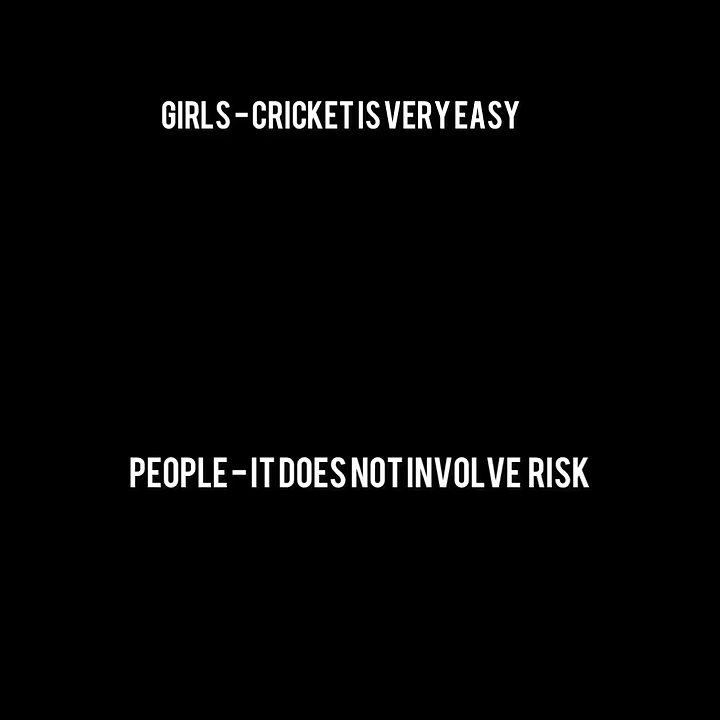 GIRLS - CRICKET IS VERY EASY
PEOPLE - IT DOES NOT INVOLVE RISK